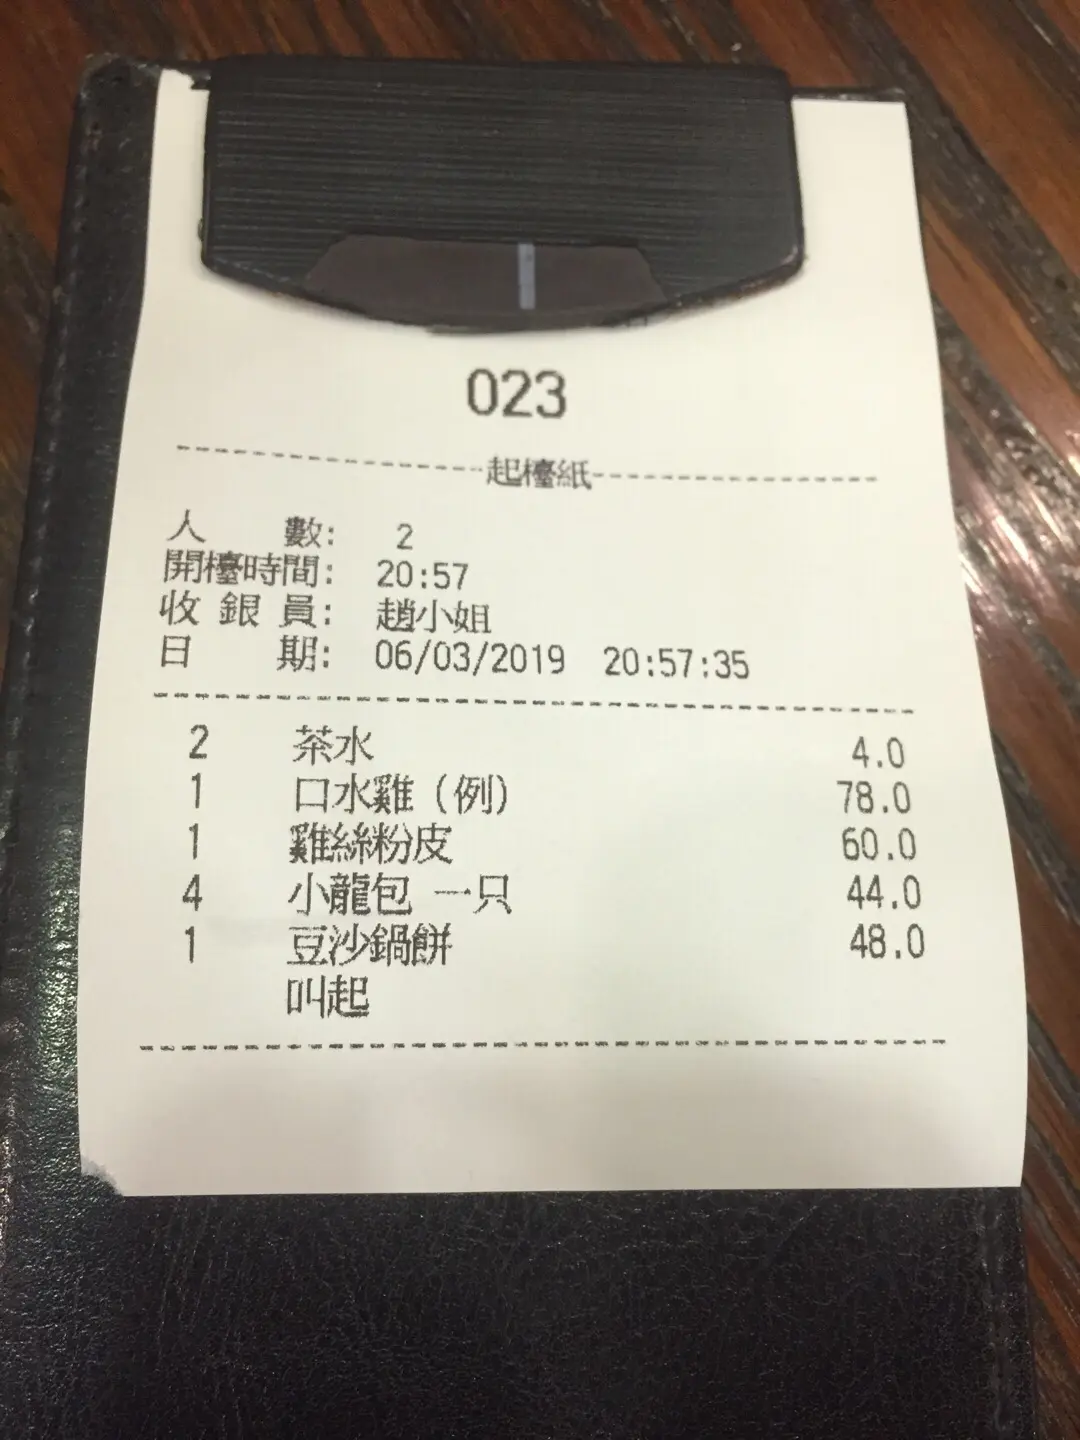 023
起檯紙
人 數: 2
開檯時間: 20:57
收銀員: 趙小姐
日 期: 06/03/2019 20:57:35
2 茶水 4.0
1 口水雞(例) 78.0
1 雞絲粉皮 60.0
4 小龍包 一只 44.0
1 豆沙鍋餅 48.0
叫起